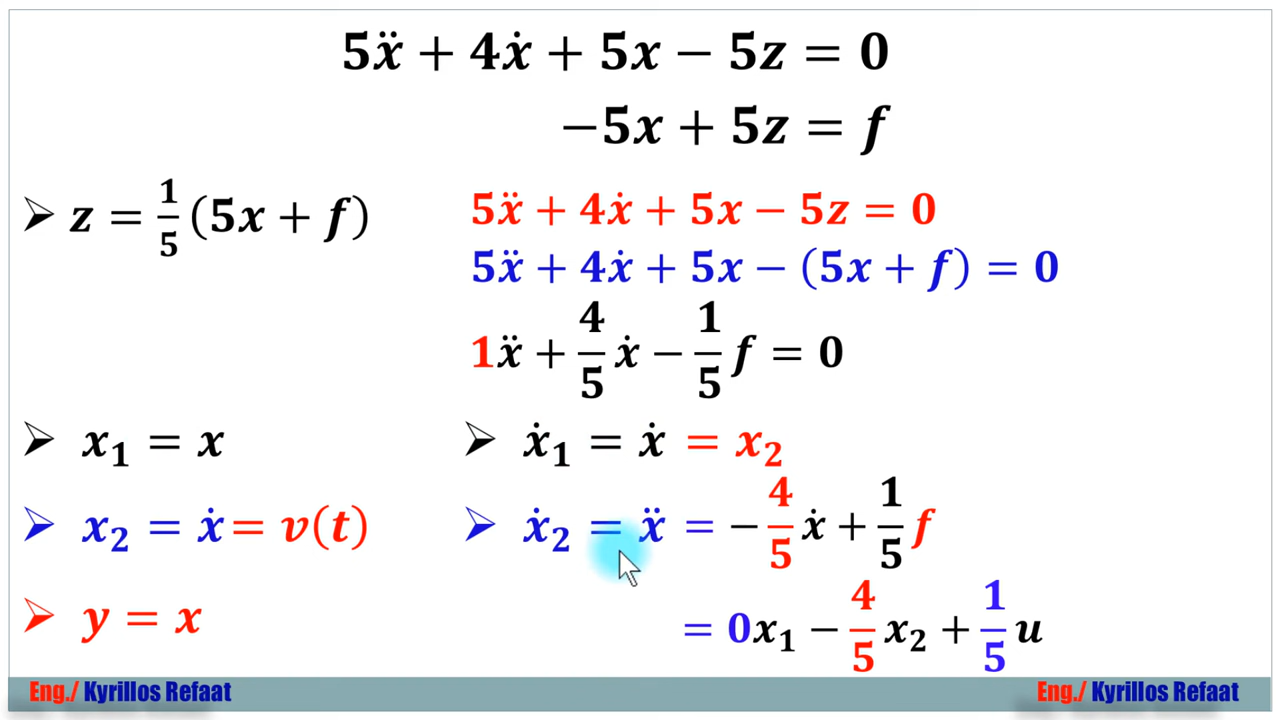 5ẍ + 4ẋ + 5x − 5z = 0
−5x + 5z = f
➢ z = 1/5 (5x + f)
5ẍ + 4ẋ + 5x − 5z = 0
5ẍ + 4ẋ + 5x − (5x + f) = 0
1ẍ + 4/5 ẋ − 1/5 f = 0
➢ x₁ = x
➢ ẋ₁ = ẋ = x₂
➢ x₂ = ẋ = v(t)
➢ ẋ₂ = ẍ = − 4/5 ẋ + 1/5 f
➢ y = x
= 0x₁ − 4/5 x₂ + 1/5 u
Eng./ Kyrillos Refaat
Eng./ Kyrillos Refaat